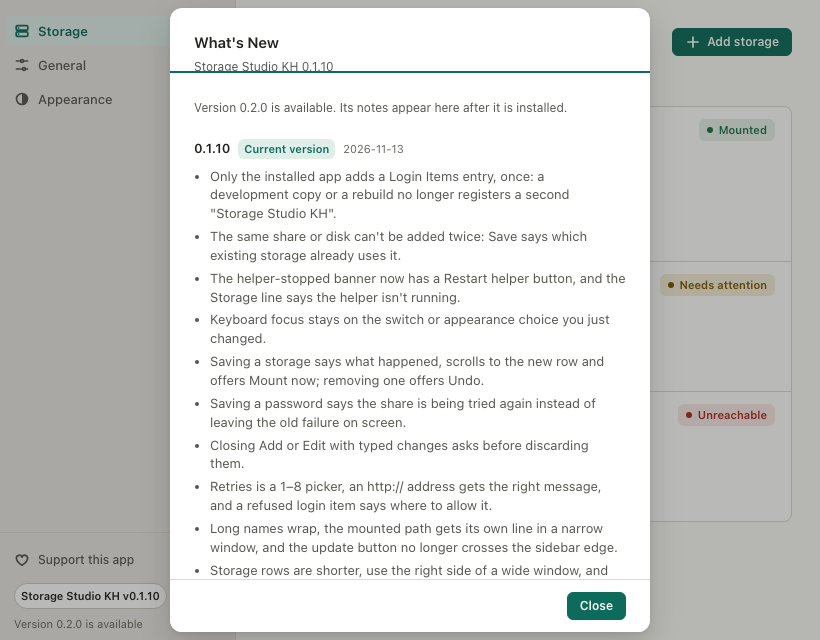 Storage
General
Appearance
Add storage
Mounted
Needs attention
Unreachable
What's New
Storage Studio KH 0.1.10
Version 0.2.0 is available. Its notes appear here after it is installed.
0.1.10 Current version 2026-11-13
• Only the installed app adds a Login Items entry, once: a
development copy or a rebuild no longer registers a second
"Storage Studio KH".
• The same share or disk can't be added twice: Save says which
existing storage already uses it.
• The helper-stopped banner now has a Restart helper button, and the
Storage line says the helper isn't running.
• Keyboard focus stays on the switch or appearance choice you just
changed.
• Saving a storage says what happened, scrolls to the new row and
offers Mount now; removing one offers Undo.
• Saving a password says the share is being tried again instead of
leaving the old failure on screen.
• Closing Add or Edit with typed changes asks before discarding
them.
• Retries is a 1–8 picker, an http:// address gets the right message,
and a refused login item says where to allow it.
• Long names wrap, the mounted path gets its own line in a narrow
window, and the update button no longer crosses the sidebar edge.
• Storage rows are shorter, use the right side of a wide window, and
Close
Support this app
Storage Studio KH v0.1.10
Version 0.2.0 is available